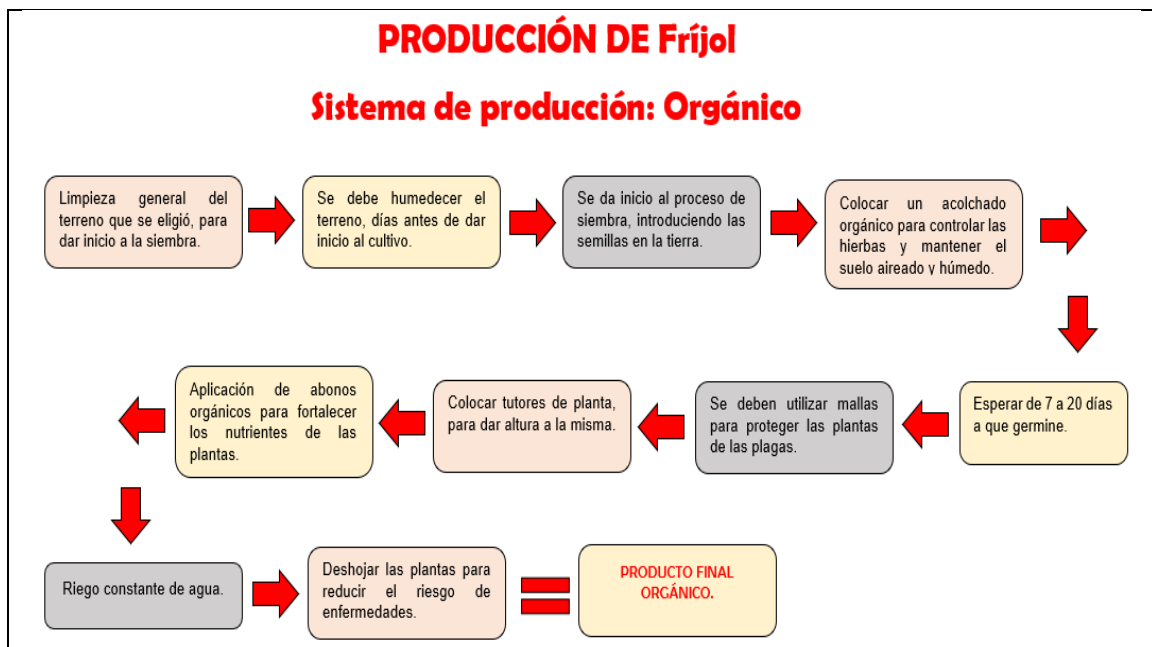 PRODUCCIÓN DE Fríjol
Sistema de producción: Orgánico
Limpieza general del
terreno que se eligió, para
dar inicio a la siembra.
Se debe humedecer el
terreno, días antes de dar
inicio al cultivo.
Se da inicio al proceso de
siembra, introduciendo las
semillas en la tierra.
Colocar un acolchado
orgánico para controlar las
hierbas y mantener el
suelo aireado y húmedo.
Esperar de 7 a 20 días
a que germine.
Se deben utilizar mallas
para proteger las plantas
de las plagas.
Colocar tutores de planta,
para dar altura a la misma.
Aplicación de abonos
orgánicos para fortalecer
los nutrientes de las
plantas.
Riego constante de agua.
Deshojar las plantas para
reducir el riesgo de
enfermedades.
PRODUCTO FINAL
ORGÁNICO.